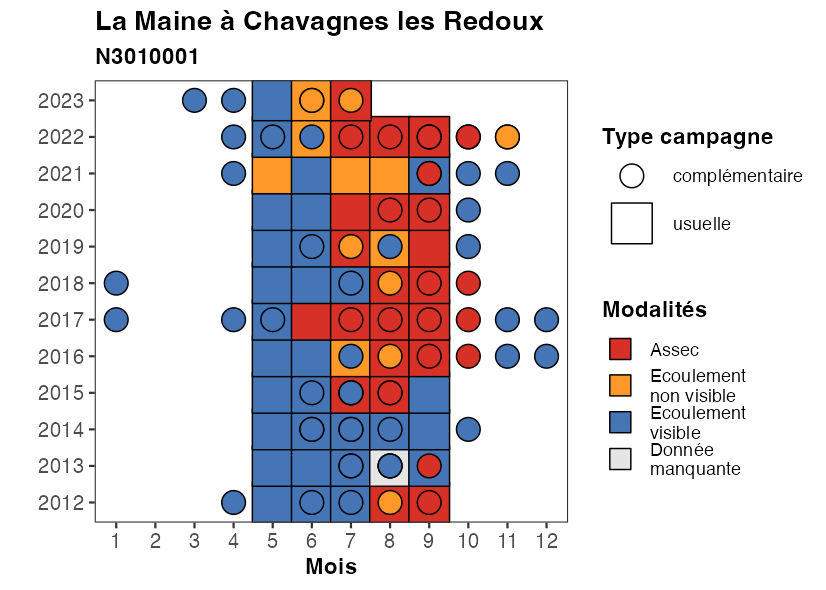 La Maine à Chavagnes les Redoux
N3010001
2023
2022
2021
2020
2019
2018
2017
2016
2015
2014
2013
2012
1 2 3 4 5 6 7 8 9 10 11 12
Mois
Type campagne
complémentaire
usuelle
Modalités
Assec
Ecoulement
non visible
Ecoulement
visible
Donnée
manquante